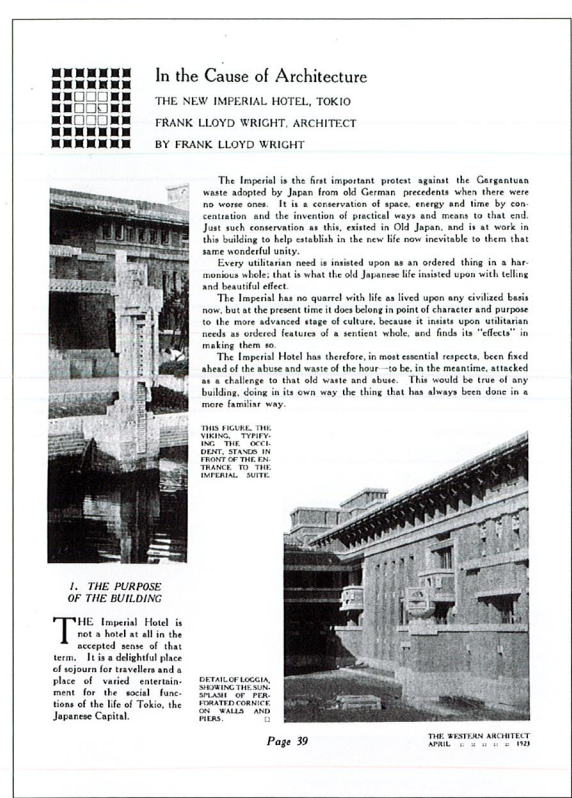 In the Cause of Architecture
THE NEW IMPERIAL HOTEL, TOKIO
FRANK LLOYD WRIGHT, ARCHITECT
BY FRANK LLOYD WRIGHT
The Imperial is the first important protest against the Gargantuan
waste adopted by Japan from old German precedents when there were
no worse ones. It is a conservation of space, energy and time by con-
centration and the invention of practical ways and means to that end.
Just such conservation as this, existed in Old Japan, and is at work in
this building to help establish in the new life now inevitable to them that
same wonderful unity.
Every utilitarian need is insisted upon as an ordered thing in a har-
monious whole; that is what the old Japanese life insisted upon with telling
and beautiful effect.
The Imperial has no quarrel with life as lived upon any civilized basis
now, but at the present time it does belong in point of character and purpose
to the more advanced stage of culture, because it insists upon utilitarian
needs as ordered features of a sentient whole, and finds its "effects" in
making them so.
The Imperial Hotel has therefore, in most essential respects, been fixed
ahead of the abuse and waste of the hour—to be, in the meantime, attacked
as a challenge to that old waste and abuse. This would be true of any
building, doing in its own way the thing that has always been done in a
more familiar way.
THIS FIGURE, THE
VIKING, TYPIFY-
ING THE OCCI-
DENT, STANDS IN
FRONT OF THE EN-
TRANCE TO THE
IMPERIAL SUITE.
1. THE PURPOSE
OF THE BUILDING
THE Imperial Hotel is
not a hotel at all in the
accepted sense of that
term. It is a delightful place
of sojourn for travellers and a
place of varied entertain-
ment for the social func-
tions of the life of Tokio, the
Japanese Capital.
DETAIL OF LOGGIA,
SHOWING THE SUN-
SPLASH OF PER-
FORATED CORNICE
ON WALLS AND
PIERS.
Page 39
THE WESTERN ARCHITECT
APRIL :: :: :: :: :: 1923